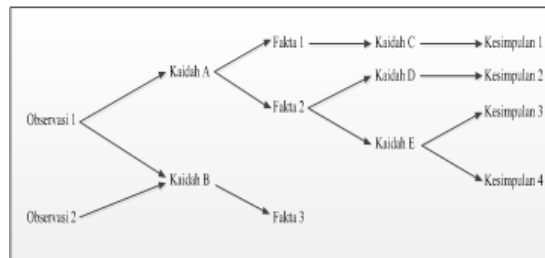 Fakta 1
Kaidah C
Kesimpulan 1
Kaidah A
Kaidah D
Kesimpulan 2
Fakta 2
Kesimpulan 3
Observasi 1
Kaidah E
Kaidah B
Kesimpulan 4
Observasi 2
Fakta 3